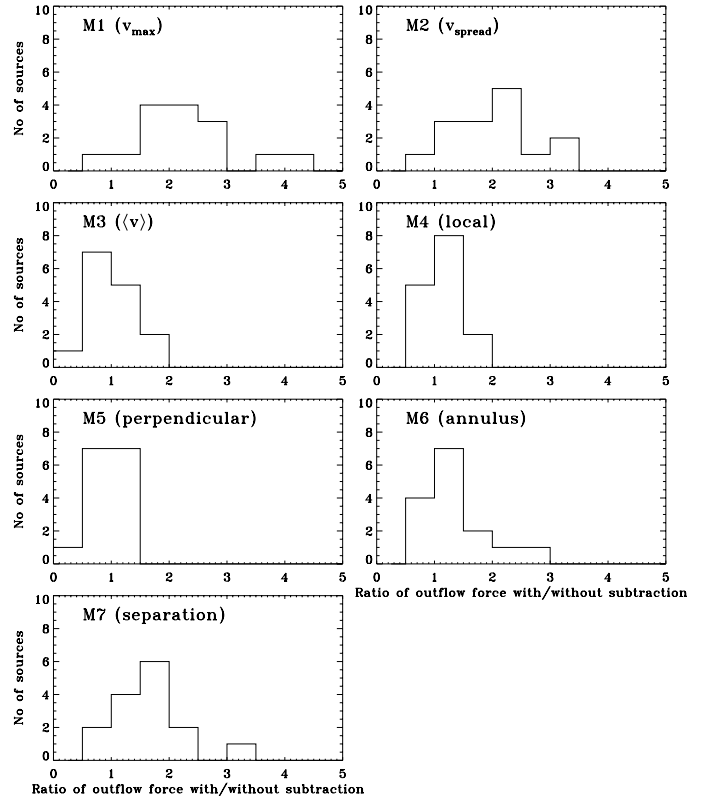 M1 (v_max)
10
8
6
4
2
0
No of sources
0 1 2 3 4 5
M2 (v_spread)
10
8
6
4
2
0
0 1 2 3 4 5
M3 (⟨v⟩)
10
8
6
4
2
0
No of sources
0 1 2 3 4 5
M4 (local)
10
8
6
4
2
0
0 1 2 3 4 5
M5 (perpendicular)
10
8
6
4
2
0
No of sources
0 1 2 3 4 5
M6 (annulus)
10
8
6
4
2
0
0 1 2 3 4 5
Ratio of outflow force with/without subtraction
M7 (separation)
10
8
6
4
2
0
No of sources
0 1 2 3 4 5
Ratio of outflow force with/without subtraction